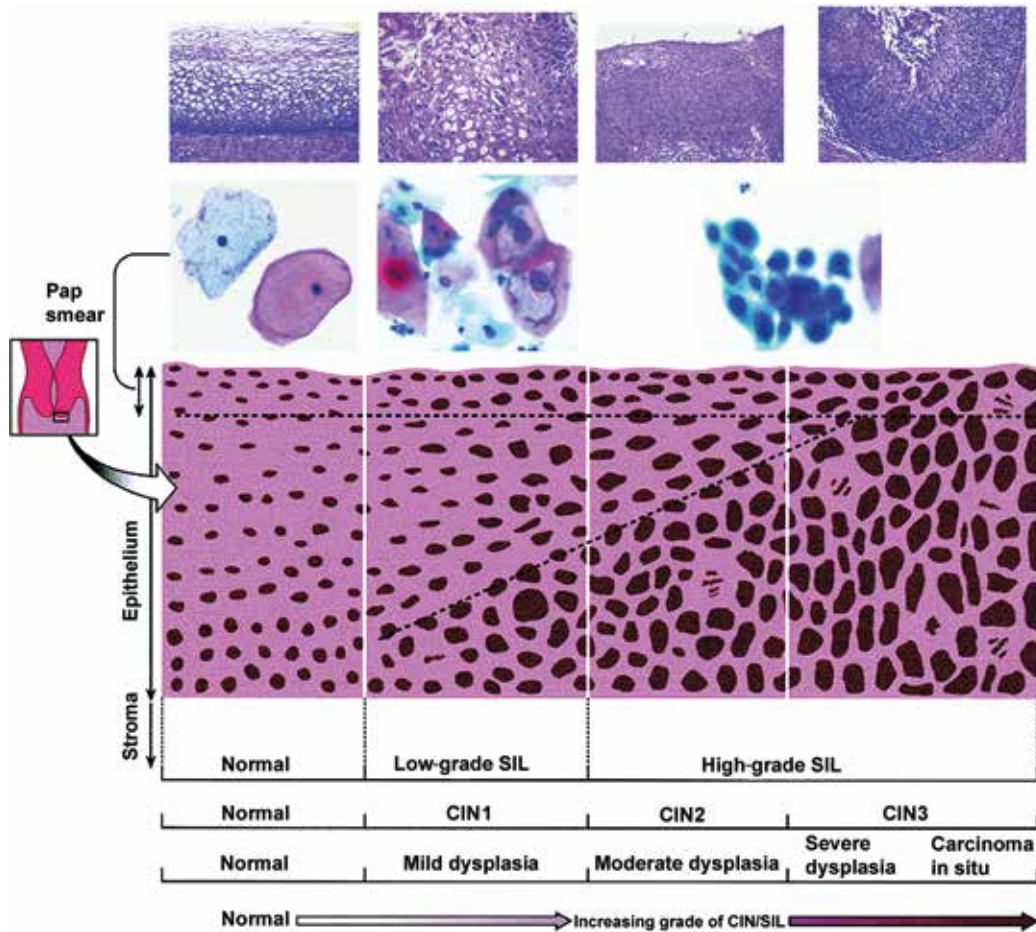 Pap
smear
Epithelium
Stroma
Normal Low-grade SIL High-grade SIL
Normal CIN1 CIN2 CIN3
Normal Mild dysplasia Moderate dysplasia Severe dysplasia Carcinoma in situ
Normal Increasing grade of CIN/SIL